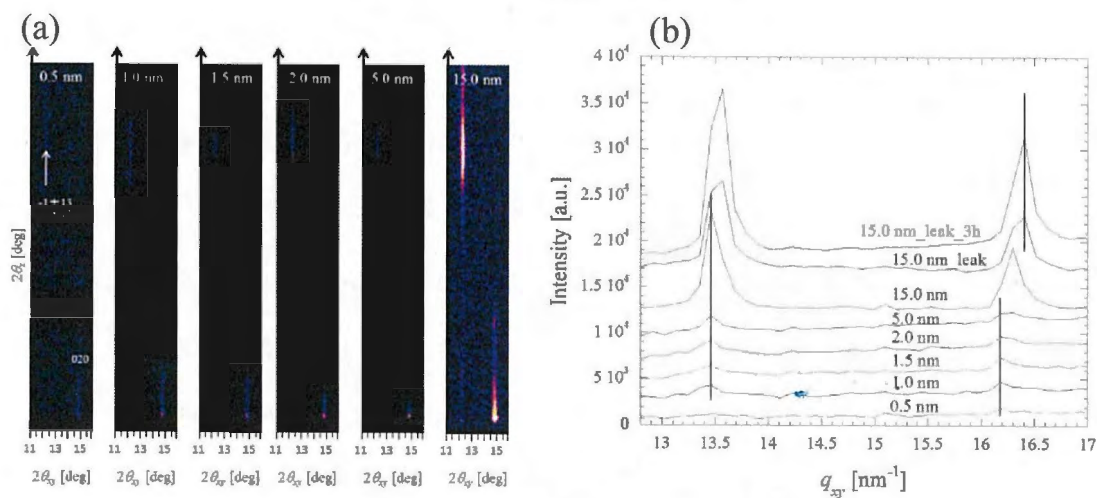 (a)
0.5 nm
1.0 nm
1.5 nm
2.0 nm
5.0 nm
15.0 nm
020
2θz [deg]
11 13 15
11 13 15
11 13 15
11 13 15
11 13 15
11 13 15
2θxy [deg]
2θxy [deg]
2θxy [deg]
2θxy [deg]
2θxy [deg]
2θxy [deg]
(b)
4 10⁴
3.5 10⁴
3 10⁴
2.5 10⁴
2 10⁴
1.5 10⁴
1 10⁴
5 10³
0
Intensity [a.u.]
15.0 nm_leak_3h
15.0 nm_leak
15.0 nm
5.0 nm
2.0 nm
1.5 nm
1.0 nm
0.5 nm
13 13.5 14 14.5 15 15.5 16 16.5 17
qxy [nm⁻¹]